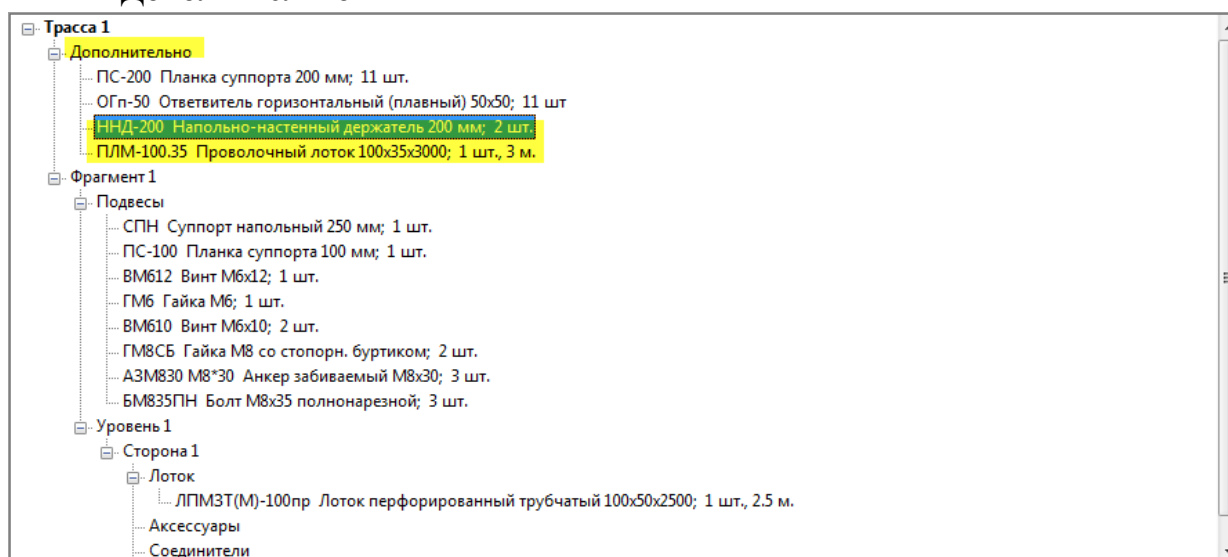 Трасса 1
Дополнительно
ПС-200 Планка суппорта 200 мм; 11 шт.
ОГп-50 Ответвитель горизонтальный (плавный) 50х50; 11 шт
ННД-200 Напольно-настенный держатель 200 мм; 2 шт.
ПЛМ-100.35 Проволочный лоток 100х35х3000; 1 шт., 3 м.
Фрагмент 1
Подвесы
СПН Суппорт напольный 250 мм; 1 шт.
ПС-100 Планка суппорта 100 мм; 1 шт.
ВМ612 Винт М6х12; 1 шт.
ГМ6 Гайка М6; 1 шт.
ВМ610 Винт М6х10; 2 шт.
ГМ8СБ Гайка М8 со стопорн. буртиком; 2 шт.
АЗМ830 М8*30 Анкер забиваемый М8х30; 3 шт.
БМ835ПН Болт М8х35 полнонарезной; 3 шт.
Уровень 1
Сторона 1
Лоток
ЛПМЗТ(М)-100пр Лоток перфорированный трубчатый 100х50х2500; 1 шт., 2.5 м.
Аксессуары
Соединители